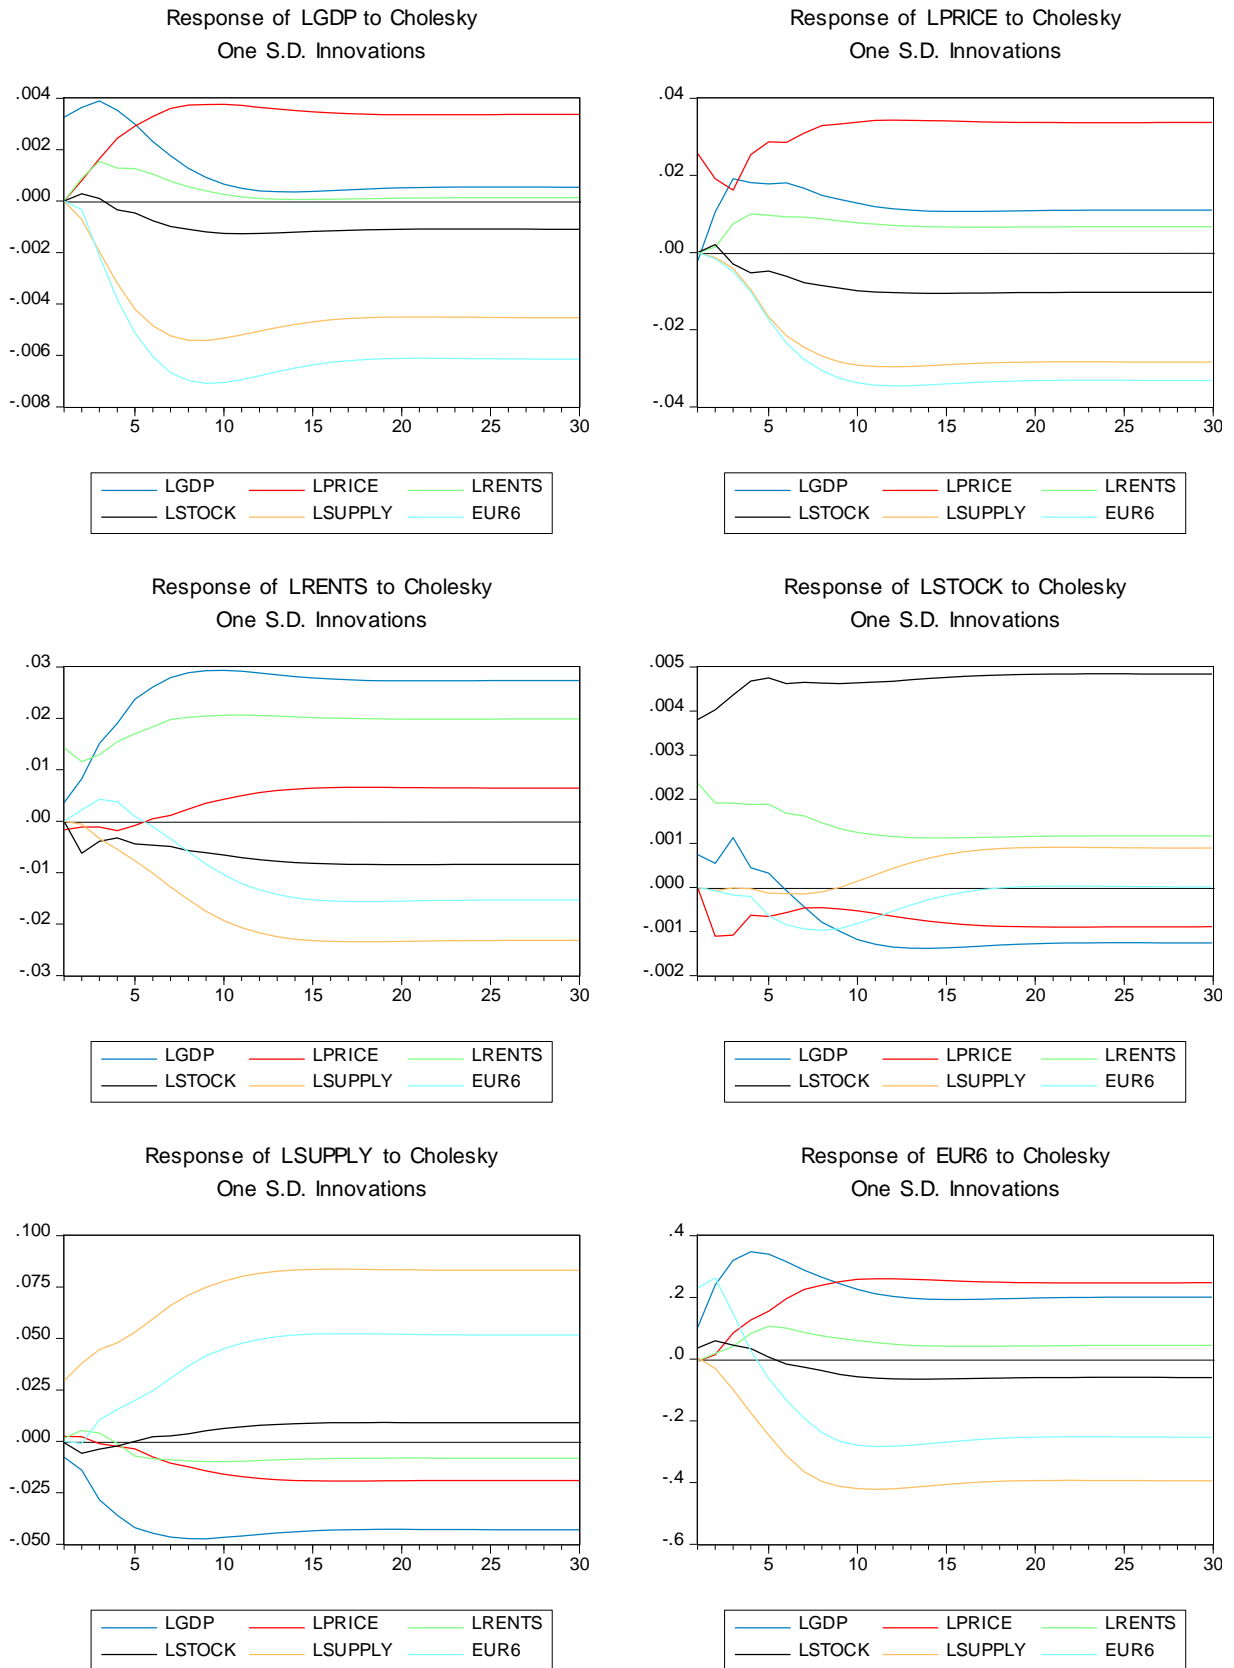 Response of LGDP to Cholesky
One S.D. Innovations
.004
.002
.000
-.002
-.004
-.006
-.008
5 10 15 20 25 30
LGDP LPRICE LRENTS
LSTOCK LSUPPLY EUR6
Response of LPRICE to Cholesky
One S.D. Innovations
.04
.02
.00
-.02
-.04
5 10 15 20 25 30
LGDP LPRICE LRENTS
LSTOCK LSUPPLY EUR6
Response of LRENTS to Cholesky
One S.D. Innovations
.03
.02
.01
.00
-.01
-.02
-.03
5 10 15 20 25 30
LGDP LPRICE LRENTS
LSTOCK LSUPPLY EUR6
Response of LSTOCK to Cholesky
One S.D. Innovations
.005
.004
.003
.002
.001
.000
-.001
-.002
5 10 15 20 25 30
LGDP LPRICE LRENTS
LSTOCK LSUPPLY EUR6
Response of LSUPPLY to Cholesky
One S.D. Innovations
.100
.075
.050
.025
.000
-.025
-.050
5 10 15 20 25 30
LGDP LPRICE LRENTS
LSTOCK LSUPPLY EUR6
Response of EUR6 to Cholesky
One S.D. Innovations
.4
.2
.0
-.2
-.4
-.6
5 10 15 20 25 30
LGDP LPRICE LRENTS
LSTOCK LSUPPLY EUR6